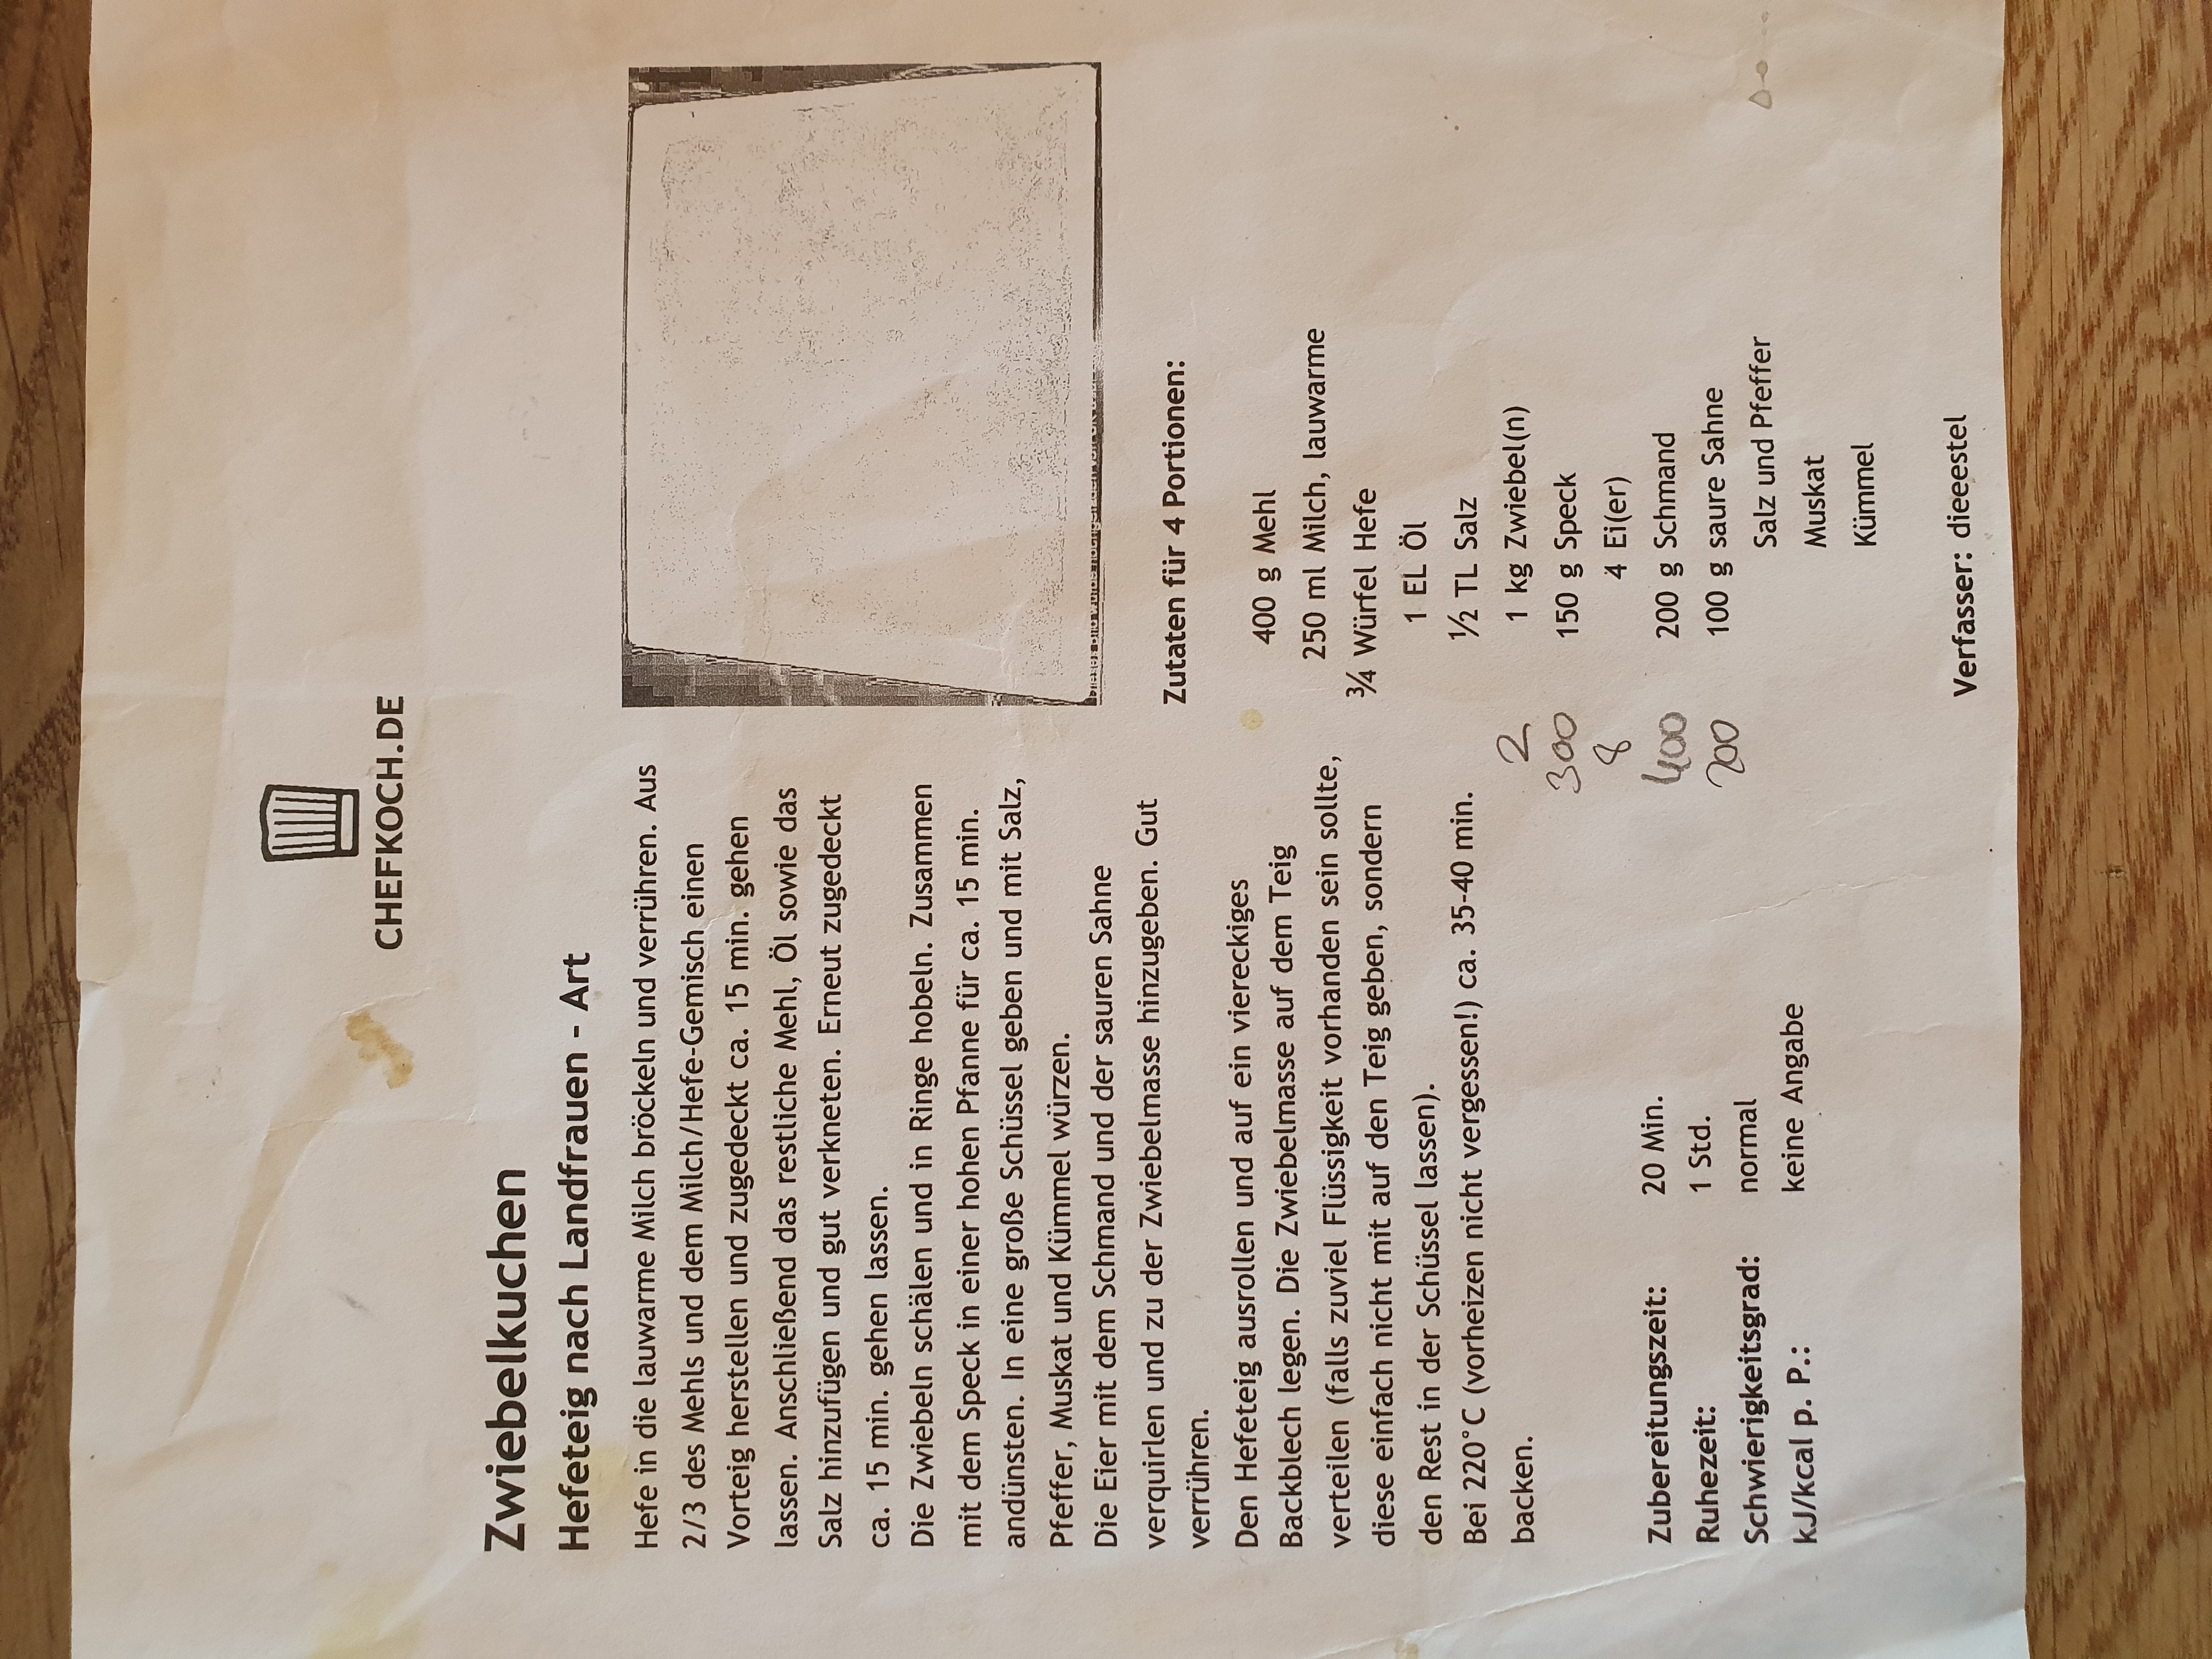 CHEFKOCH.DE
Zwiebelkuchen
Hefeteig nach Landfrauen - Art
Hefe in die lauwarme Milch bröckeln und verrühren. Aus
2/3 des Mehls und dem Milch/Hefe-Gemisch einen
Vorteig herstellen und zugedeckt ca. 15 min. gehen
lassen. Anschließend das restliche Mehl, Öl sowie das
Salz hinzufügen und gut verkneten. Erneut zugedeckt
ca. 15 min. gehen lassen.
Die Zwiebeln schälen und in Ringe hobeln. Zusammen
mit dem Speck in einer hohen Pfanne für ca. 15 min.
andünsten. In eine große Schüssel geben und mit Salz,
Pfeffer, Muskat und Kümmel würzen.
Die Eier mit dem Schmand und der sauren Sahne
verquirlen und zu der Zwiebelmasse hinzugeben. Gut
verrühren.
Den Hefeteig ausrollen und auf ein viereckiges
Backblech legen. Die Zwiebelmasse auf dem Teig
verteilen (falls zuviel Flüssigkeit vorhanden sein sollte,
diese einfach nicht mit auf den Teig geben, sondern
den Rest in der Schüssel lassen).
Bei 220°C (vorheizen nicht vergessen!) ca. 35-40 min.
backen.
Zubereitungszeit: 20 Min.
Ruhezeit: 1 Std.
Schwierigkeitsgrad: normal
kJ/kcal p. P.: keine Angabe
Zutaten für 4 Portionen:
400 g Mehl
250 ml Milch, lauwarme
¾ Würfel Hefe
1 EL Öl
½ TL Salz
2 1 kg Zwiebel(n)
300 150 g Speck
8 4 Ei(er)
400 200 g Schmand
200 100 g saure Sahne
Salz und Pfeffer
Muskat
Kümmel
Verfasser: dieeestel